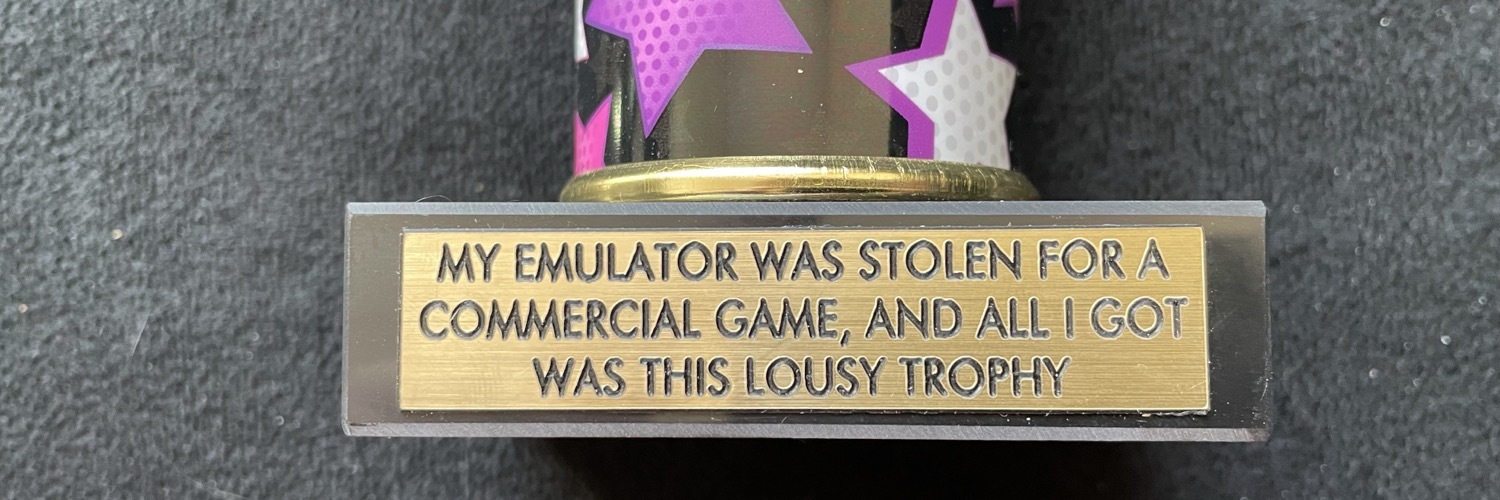 MY EMULATOR WAS STOLEN FOR A
COMMERCIAL GAME, AND ALL I GOT
WAS THIS LOUSY TROPHY